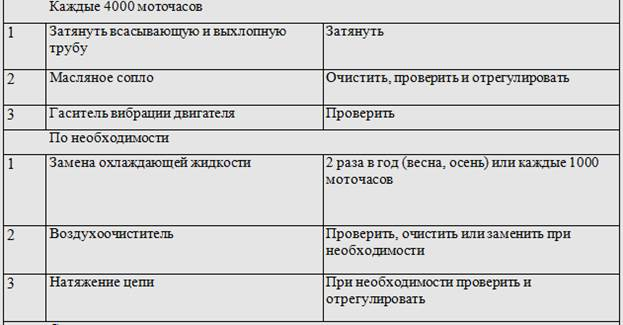 Каждые 4000 моточасов
1 Затянуть всасывающую и выхлопную Затянуть
трубу
2 Масляное сопло Очистить, проверить и отрегулировать
3 Гаситель вибрации двигателя Проверить
По необходимости
1 Замена охлаждающей жидкости 2 раза в год (весна, осень) или каждые 1000
моточасов
2 Воздухоочиститель Проверить, очистить или заменить при
необходимости
3 Натяжение цепи При необходимости проверить и
отрегулировать